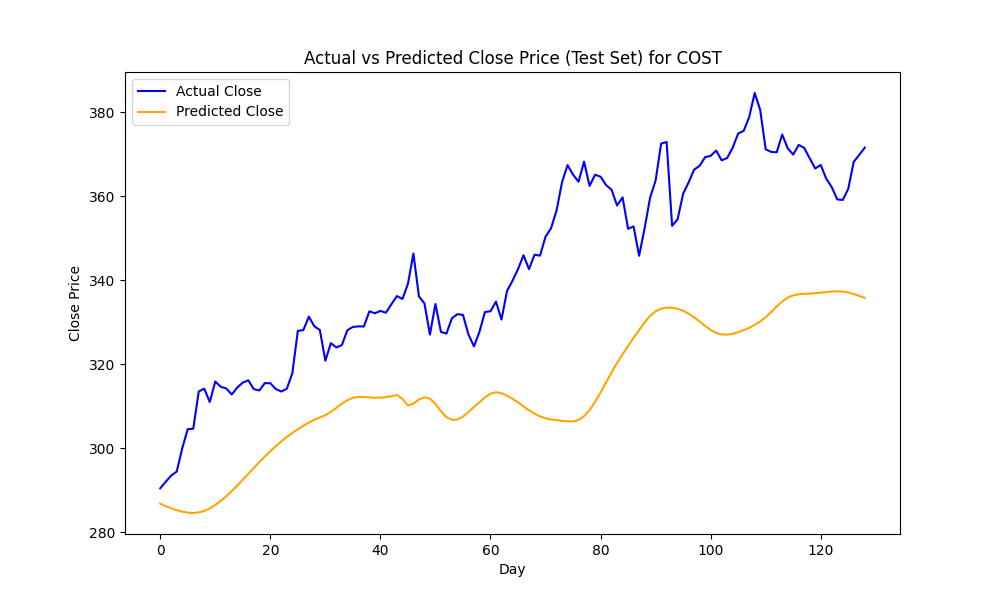 Actual vs Predicted Close Price (Test Set) for COST
Actual Close
Predicted Close
380
360
340
320
300
280
Close Price
0 20 40 60 80 100 120
Day